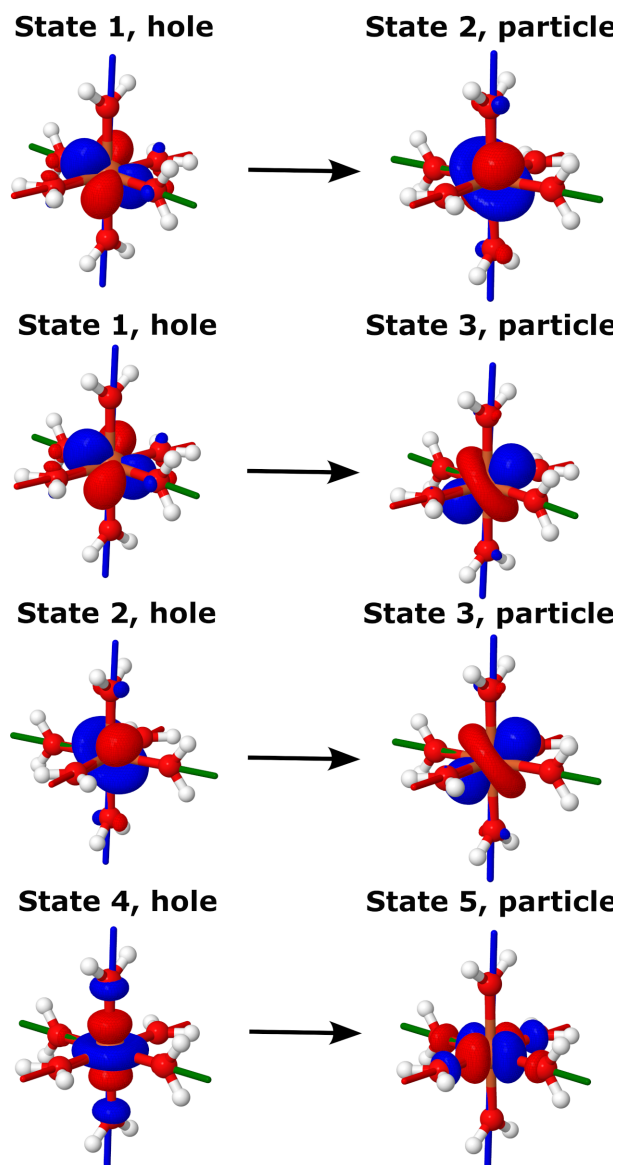 State 1, hole
State 2, particle
State 1, hole
State 3, particle
State 2, hole
State 3, particle
State 4, hole
State 5, particle